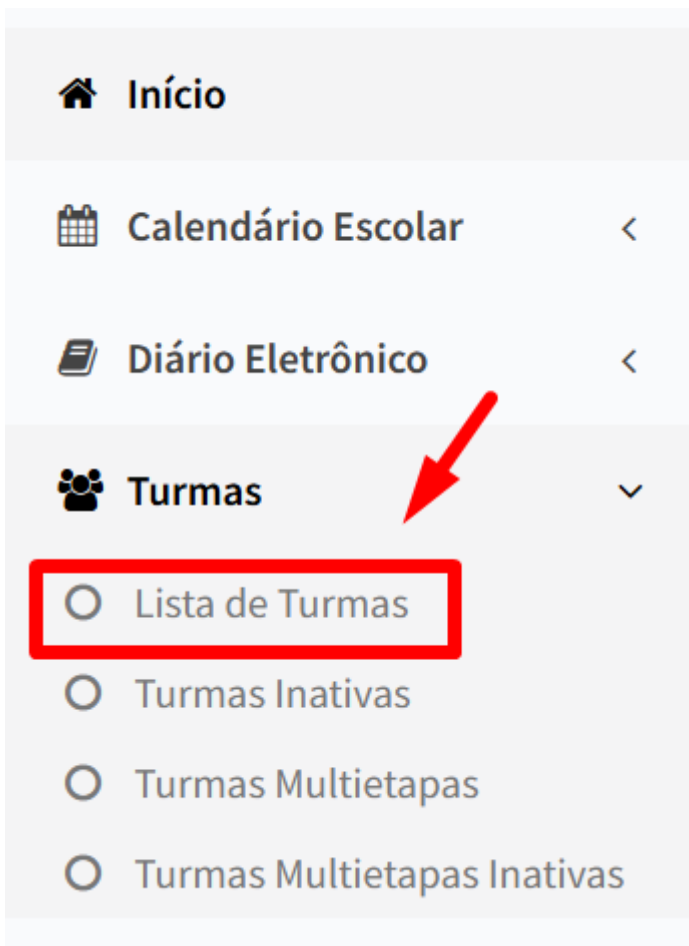 Início
Calendário Escolar
Diário Eletrônico
Turmas
Lista de Turmas
Turmas Inativas
Turmas Multietapas
Turmas Multietapas Inativas